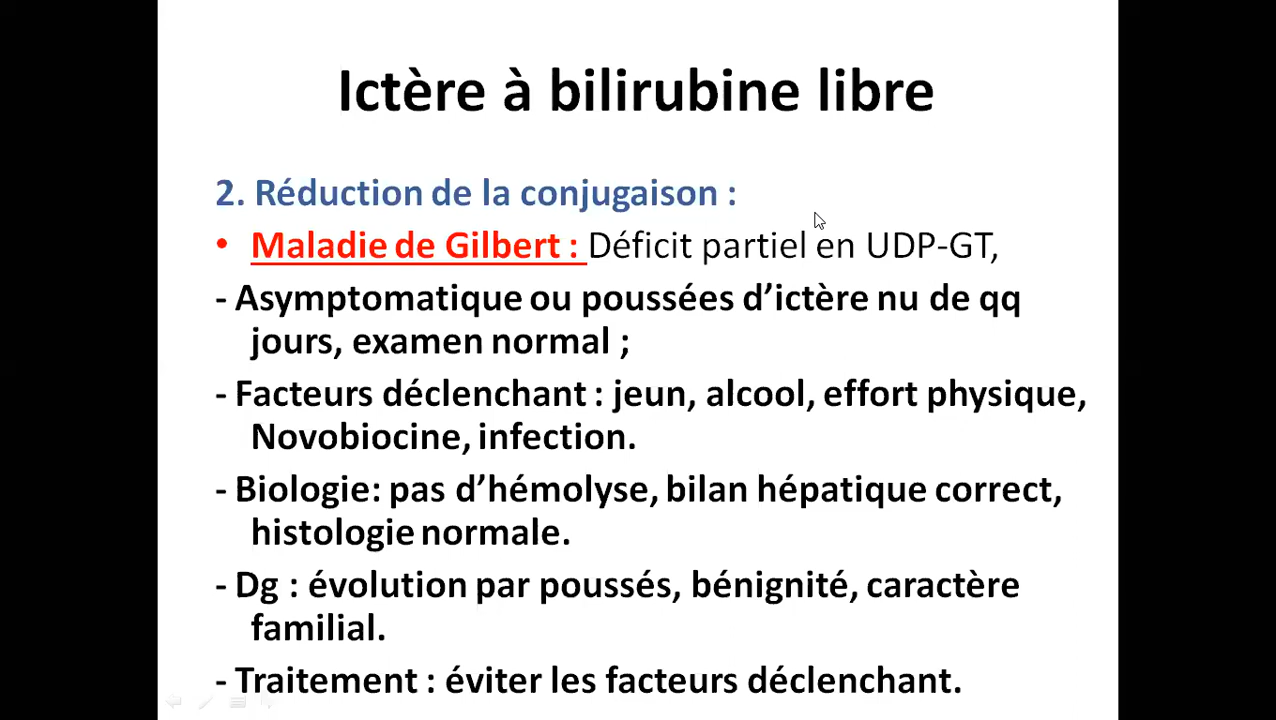 Ictère à bilirubine libre
2. Réduction de la conjugaison :
• Maladie de Gilbert : Déficit partiel en UDP-GT,
- Asymptomatique ou poussées d’ictère nu de qq
jours, examen normal ;
- Facteurs déclenchant : jeun, alcool, effort physique,
Novobiocine, infection.
- Biologie: pas d’hémolyse, bilan hépatique correct,
histologie normale.
- Dg : évolution par poussés, bénignité, caractère
familial.
- Traitement : éviter les facteurs déclenchant.